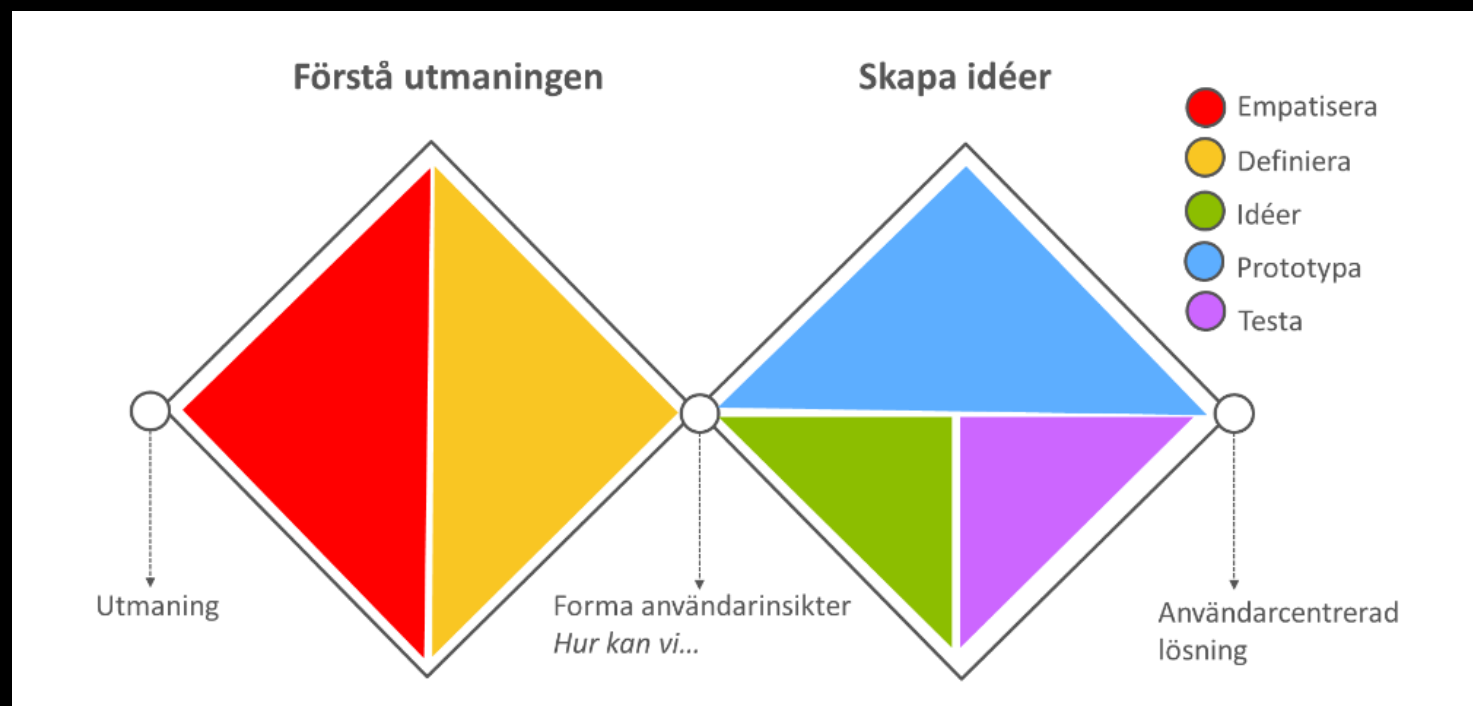 Förstå utmaningen
Skapa idéer
Empatisera
Definiera
Idéer
Prototypa
Testa
Utmaning
Forma användarinsikter
Hur kan vi...
Användarcentrerad
lösning